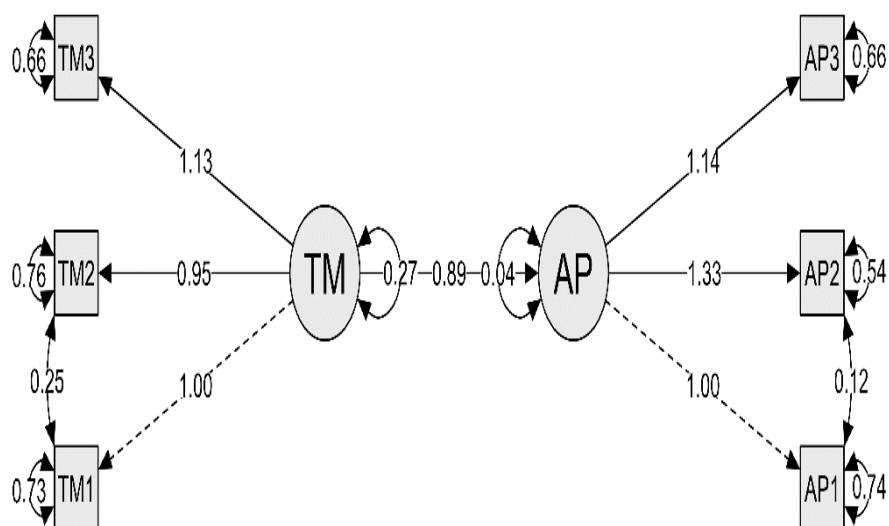 0.66 TM3 AP3 0.66
1.13 1.14
0.76 TM2 0.95 TM 0.27 0.89 0.04 AP 1.33 AP2 0.54
0.25 1.00 1.00 0.12
0.73 TM1 AP1 0.74